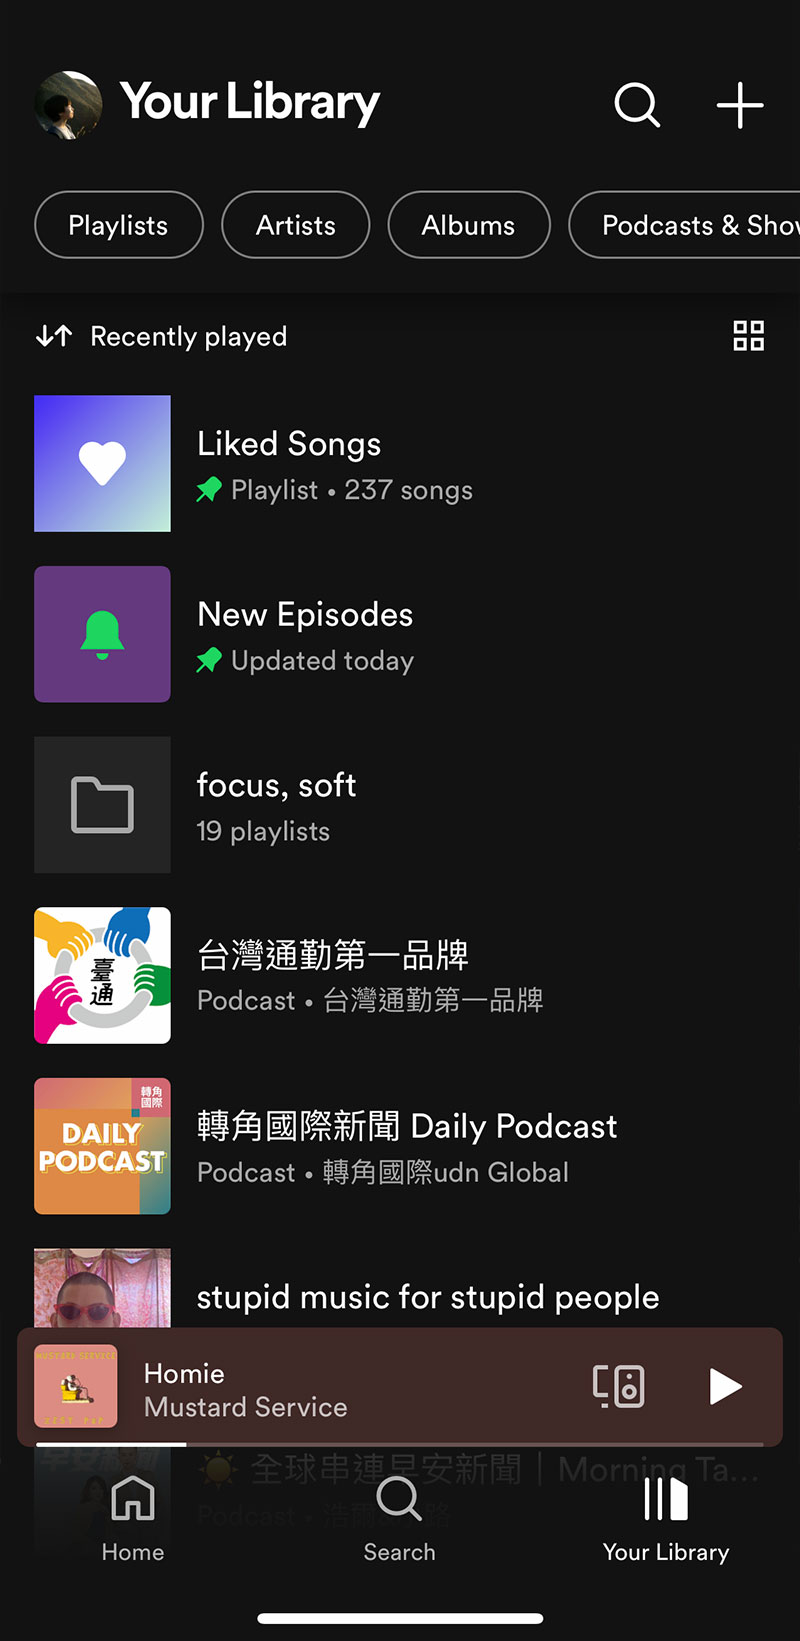 Your Library
Playlists
Artists
Albums
Podcasts & Show
Recently played
Liked Songs
Playlist • 237 songs
New Episodes
Updated today
focus, soft
19 playlists
臺通
台灣通勤第一品牌
Podcast • 台灣通勤第一品牌
轉角國際
DAILY PODCAST
轉角國際新聞 Daily Podcast
Podcast • 轉角國際udn Global
stupid music for stupid people
MUSTARD SERVICE
ZEST POP
Homie
Mustard Service
全球串連早安新聞｜Morning Ta...
Podcast • 浩爾
Home
Search
Your Library